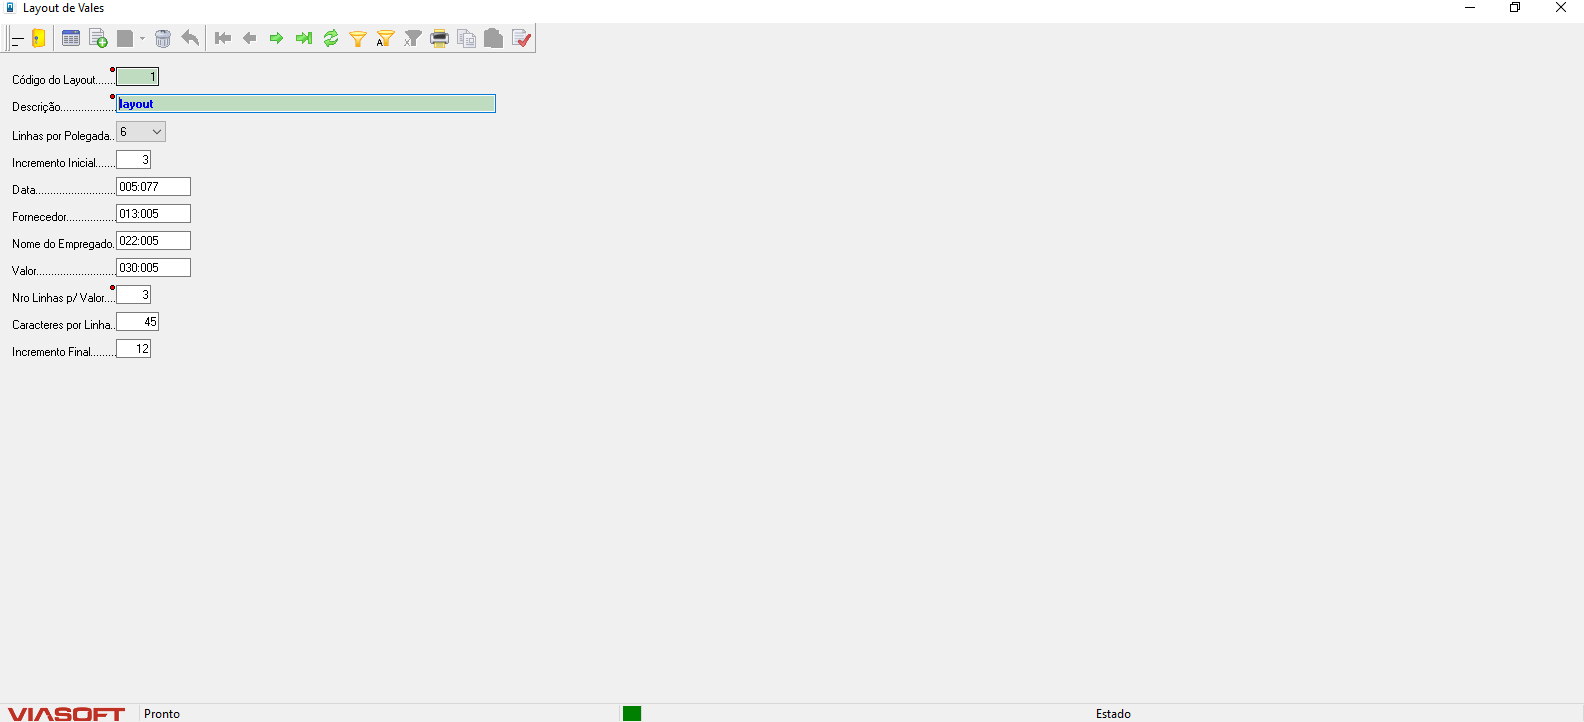 Layout de Vales
Código do Layout...... 1
Descrição................... layout
Linhas por Polegada.. 6
Incremento Inicial....... 3
Data........................... 005:077
Fornecedor................. 013:005
Nome do Empregado. 022:005
Valor........................... 030:005
Nro Linhas p/ Valor.... 3
Caracteres por Linha.. 45
Incremento Final......... 12
VIASOFT Pronto Estado